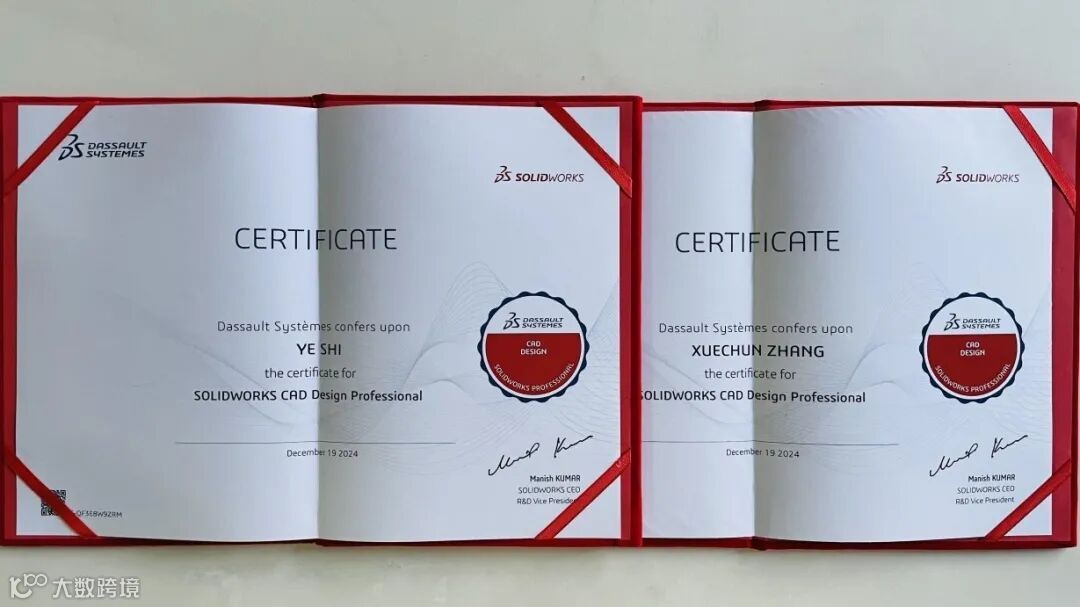 DASSAULT
SYSTEMES
SOLIDWORKS
CERTIFICATE
Dassault Systèmes confers upon
YE SHI
the certificate for
SOLIDWORKS CAD Design Professional
December 19 2024
DASSAULT
SYSTEMES
CAD
DESIGN
SOLIDWORKS PROFESSIONAL
Manish KUMAR
SOLIDWORKS CEO
R&D Vice President
SOLIDWORKS
CERTIFICATE
Dassault Systèmes confers upon
XUECHUN ZHANG
the certificate for
SOLIDWORKS CAD Design Professional
December 19 2024
DASSAULT
SYSTEMES
CAD
DESIGN
SOLIDWORKS PROFESSIONAL
Manish KUMAR
SOLIDWORKS CEO
R&D Vice President
大数跨境